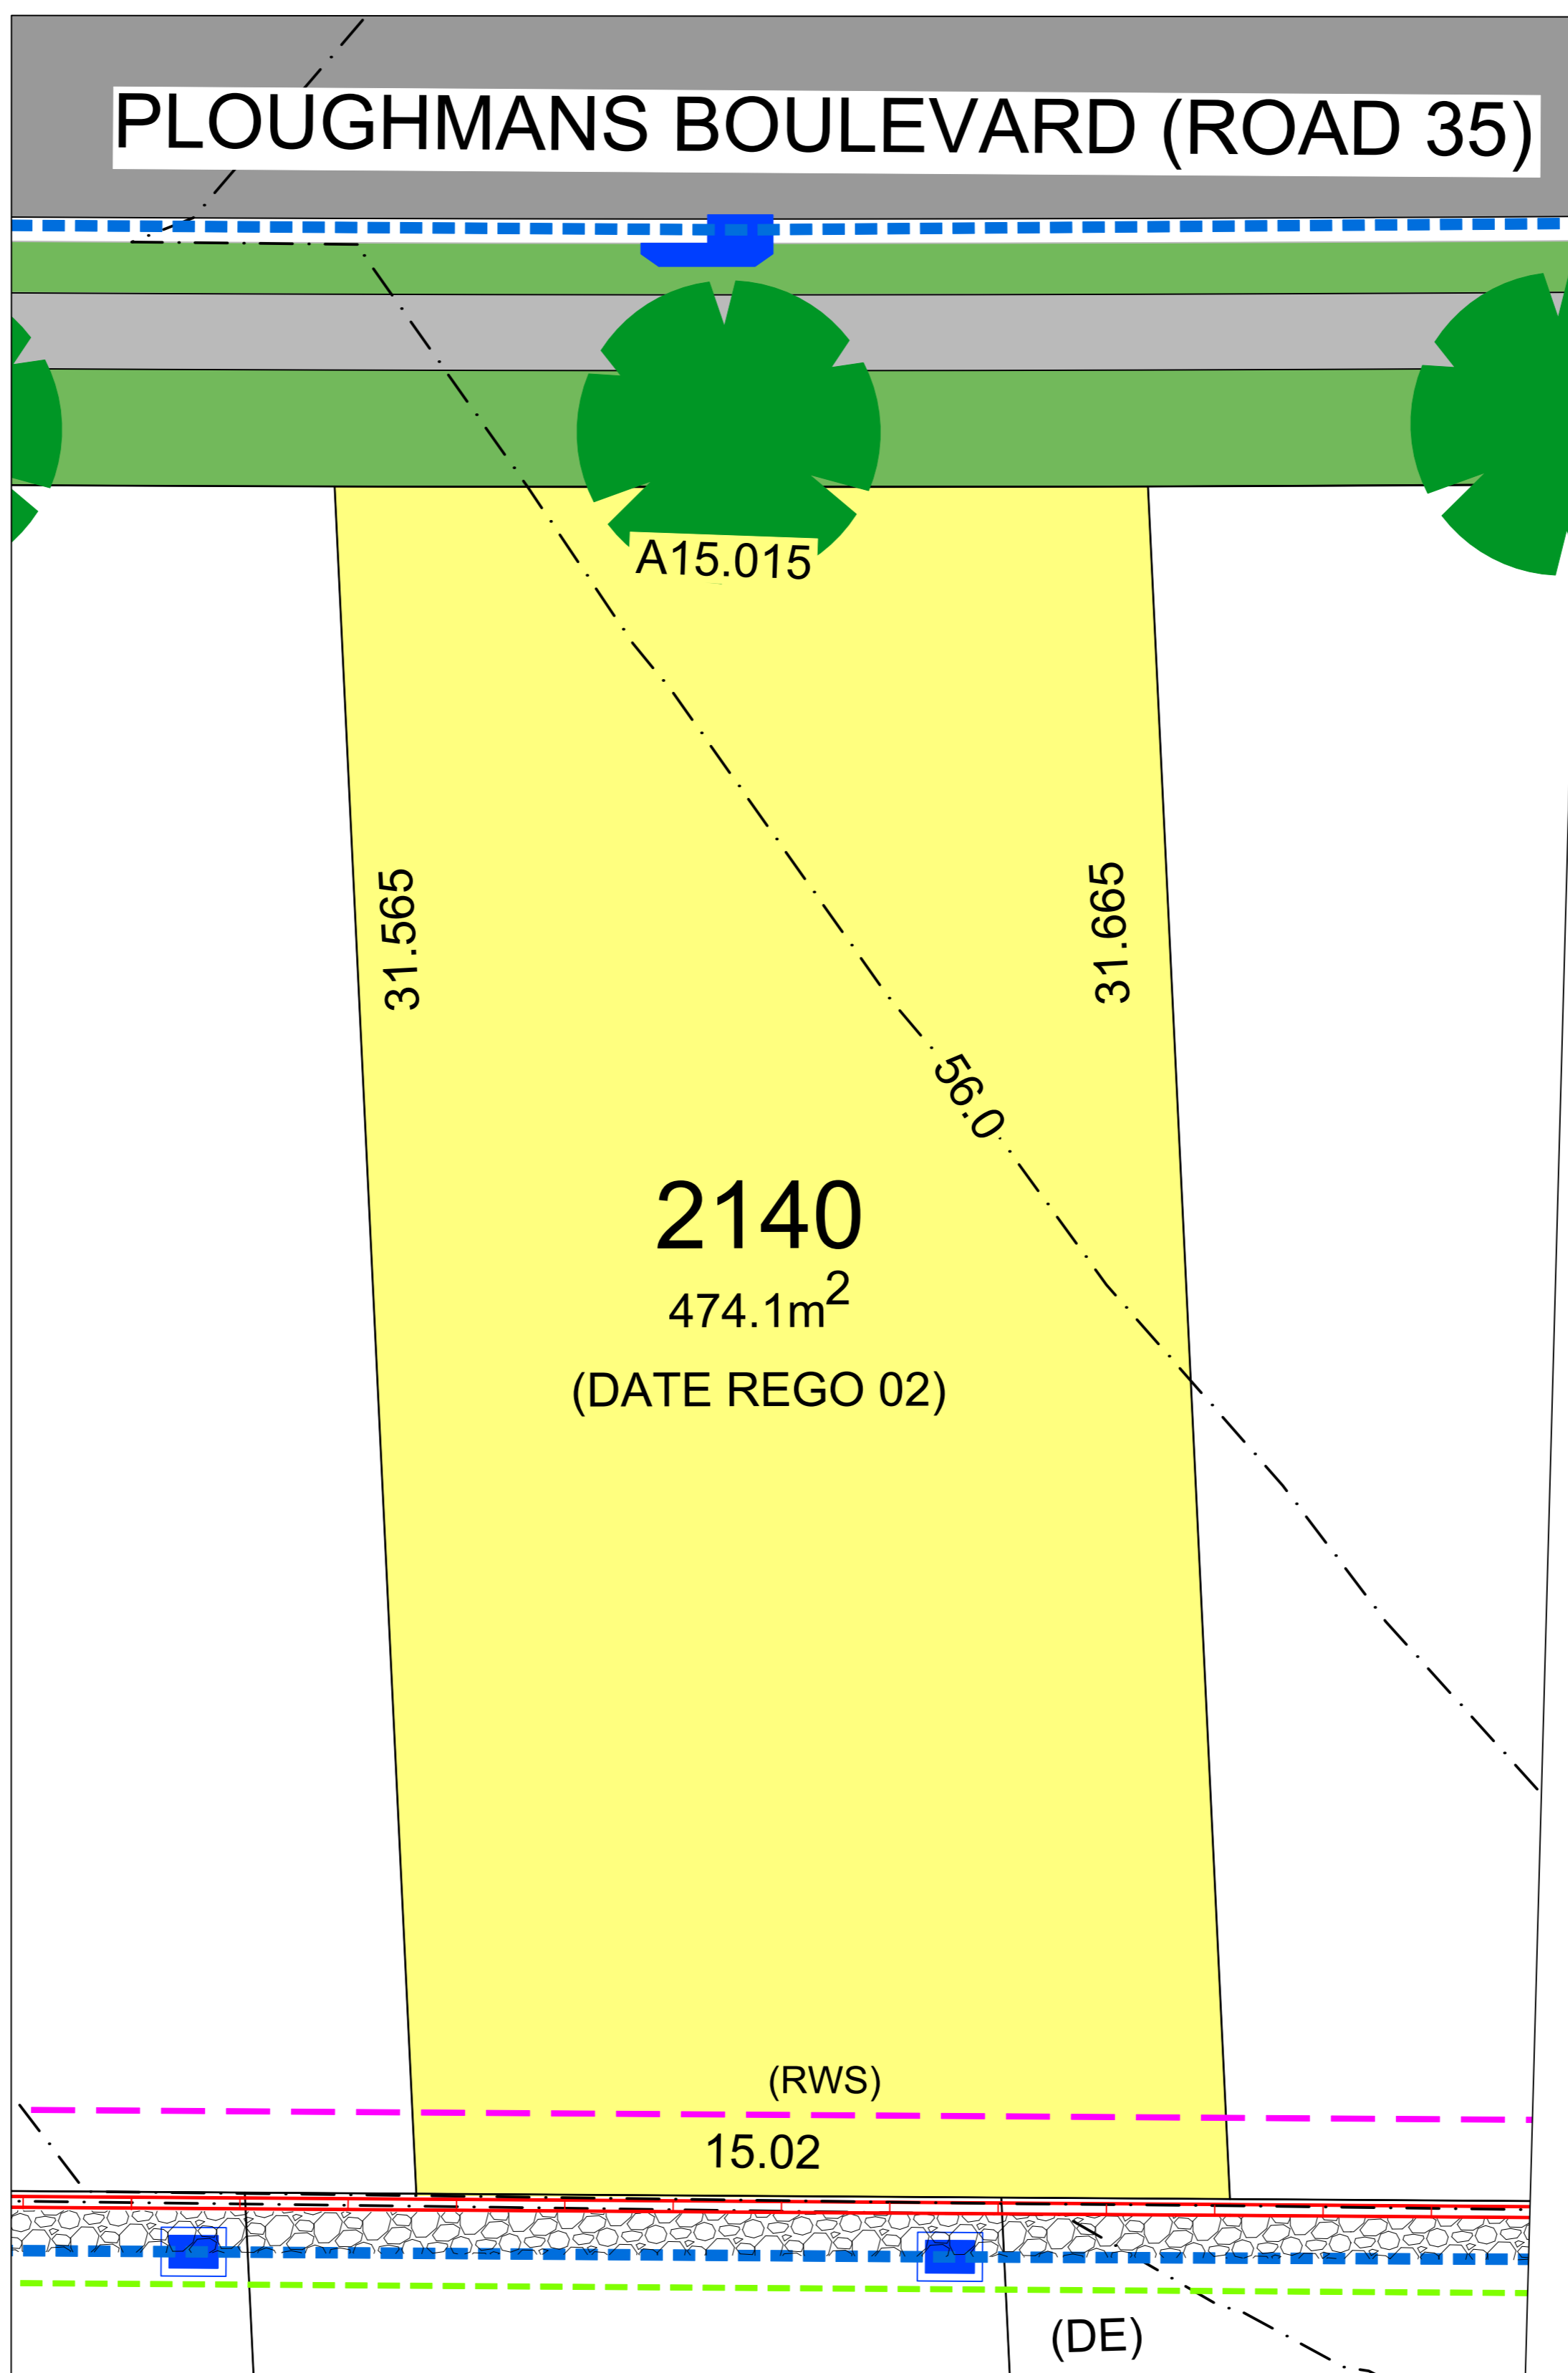 PLOUGHMANS BOULEVARD (ROAD 35)
A15.015
31.565
31.665
56.0
2140
474.1m²
(DATE REGO 02)
(RWS)
15.02
(DE)